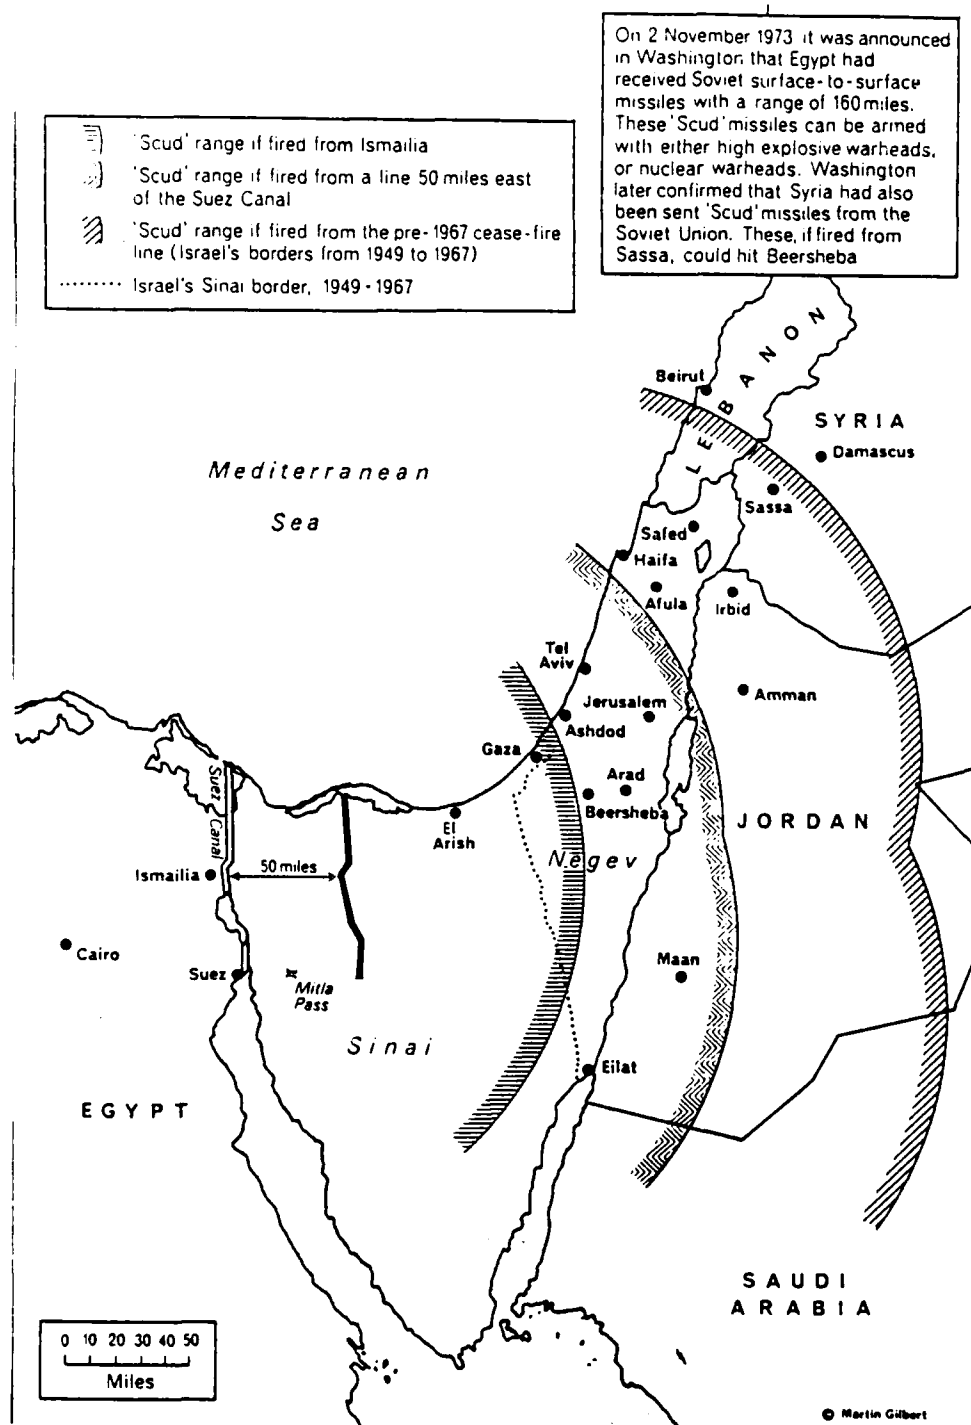 On 2 November 1973 it was announced
in Washington that Egypt had
received Soviet surface-to-surface
missiles with a range of 160 miles.
These 'Scud' missiles can be armed
with either high explosive warheads,
or nuclear warheads. Washington
later confirmed that Syria had also
been sent 'Scud' missiles from the
Soviet Union. These, if fired from
Sassa, could hit Beersheba
'Scud' range if fired from Ismailia
'Scud' range if fired from a line 50 miles east
of the Suez Canal
'Scud' range if fired from the pre-1967 cease-fire
line (Israel's borders from 1949 to 1967)
Israel's Sinai border, 1949-1967
LEBANON
Beirut
SYRIA
Damascus
Mediterranean
Sea
Sassa
Safed
Haifa
Afula
Irbid
Tel
Aviv
Jerusalem
Amman
Ashdod
Gaza
Arad
Beersheba
Suez Canal
El
Arish
JORDAN
Negev
Ismailia
50 miles
Cairo
Suez
Mitla
Pass
Maan
Sinai
Eilat
EGYPT
SAUDI
ARABIA
0 10 20 30 40 50
Miles
© Martin Gilbert